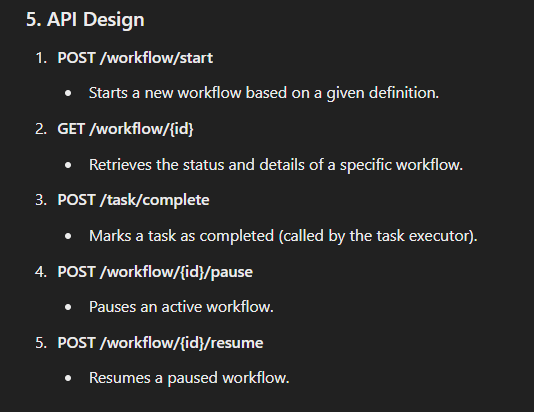 5. API Design
1. POST /workflow/start
• Starts a new workflow based on a given definition.
2. GET /workflow/{id}
• Retrieves the status and details of a specific workflow.
3. POST /task/complete
• Marks a task as completed (called by the task executor).
4. POST /workflow/{id}/pause
• Pauses an active workflow.
5. POST /workflow/{id}/resume
• Resumes a paused workflow.